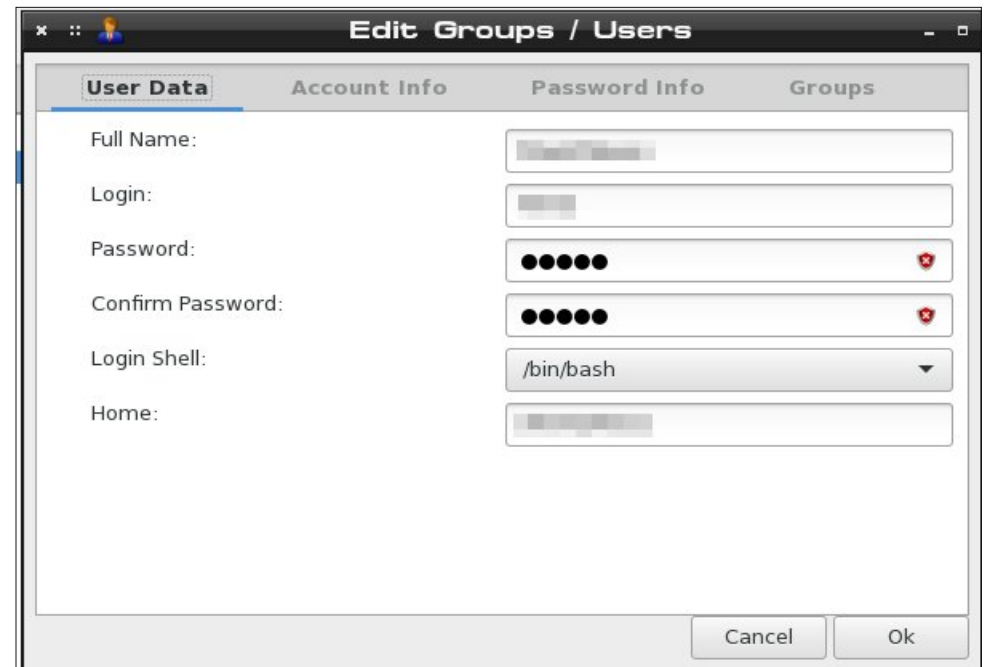 Edit Groups / Users
User Data Account Info Password Info Groups
Full Name:
Login:
Password: ●●●●●
Confirm Password: ●●●●●
Login Shell: /bin/bash
Home:
Cancel Ok